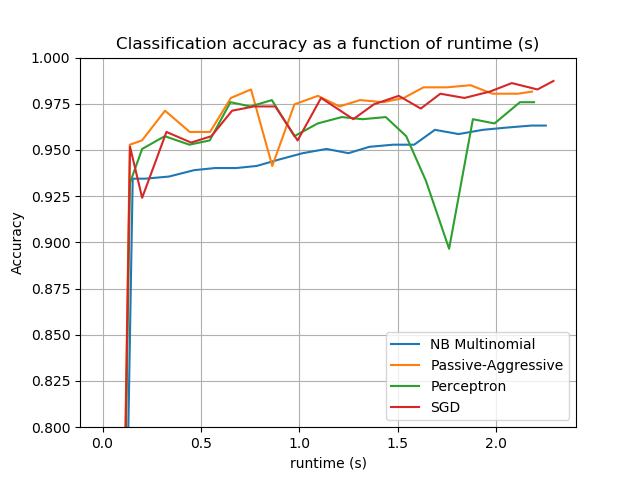 Classification accuracy as a function of runtime (s)
1.000
0.975
0.950
0.925
0.900
0.875
0.850
0.825
0.800
Accuracy
NB Multinomial
Passive-Aggressive
Perceptron
SGD
0.0 0.5 1.0 1.5 2.0
runtime (s)